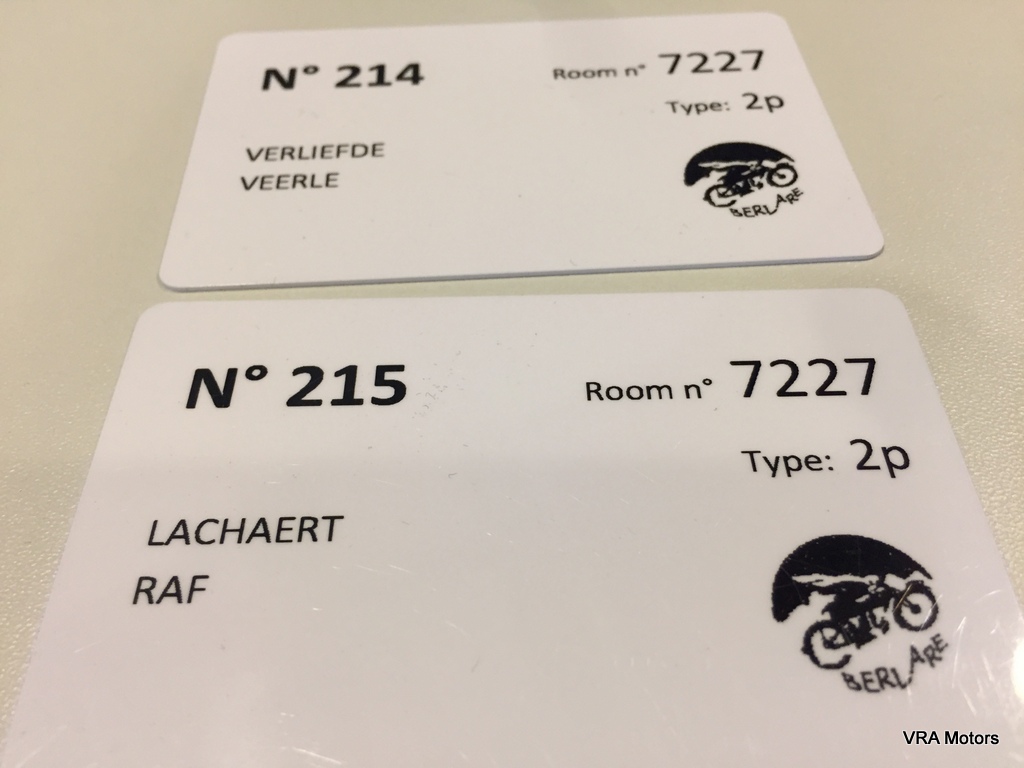 N° 214 Room n° 7227
Type: 2p
VERLIEFDE
VEERLE
BERLARE
N° 215 Room n° 7227
Type: 2p
LACHAERT
RAF
BERLARE
VRA Motors